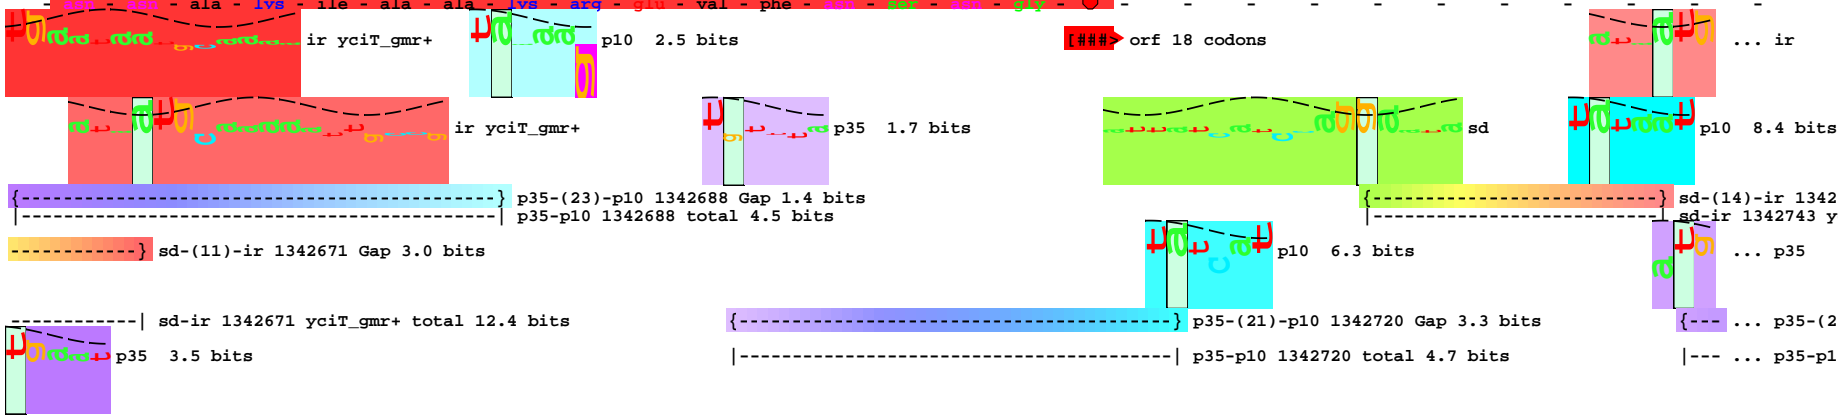 - asn - asn - ala - lys - ile - ala - ala - lys - arg - glu - val - phe - asn - ser - asn - gly - - - - - - - - - - - -
ir yciT_gmr+
p10 2.5 bits
[###> orf 18 codons
... ir
ir yciT_gmr+
p35 1.7 bits
sd
p10 8.4 bits
{----------------------------------------------} p35-(23)-p10 1342688 Gap 1.4 bits
{---------------------------} sd-(14)-ir 1342
|----------------------------------------------| p35-p10 1342688 total 4.5 bits
|---------------------------| sd-ir 1342743 y
------------} sd-(11)-ir 1342671 Gap 3.0 bits
p10 6.3 bits
... p35
------------| sd-ir 1342671 yciT_gmr+ total 12.4 bits
{-----------------------------------------} p35-(21)-p10 1342720 Gap 3.3 bits
{--- ... p35-(2
p35 3.5 bits
|-----------------------------------------| p35-p10 1342720 total 4.7 bits
|--- ... p35-p1